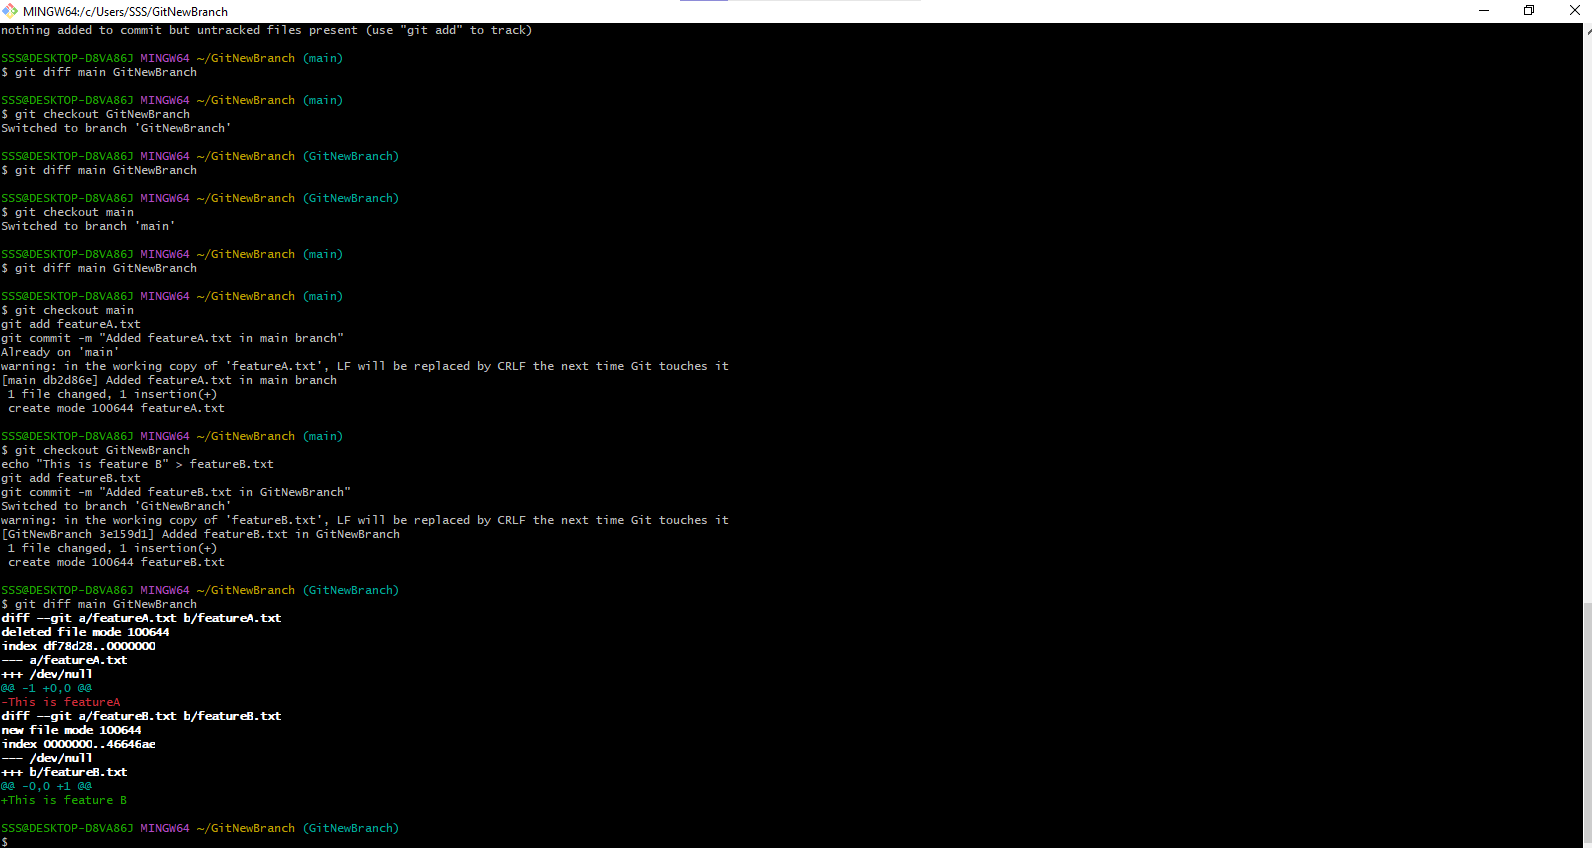 MINGW64:/c/Users/SSS/GitNewBranch
nothing added to commit but untracked files present (use "git add" to track)
SSS@DESKTOP-D8VA86J MINGW64 ~/GitNewBranch (main)
$ git diff main GitNewBranch
SSS@DESKTOP-D8VA86J MINGW64 ~/GitNewBranch (main)
$ git checkout GitNewBranch
Switched to branch 'GitNewBranch'
SSS@DESKTOP-D8VA86J MINGW64 ~/GitNewBranch (GitNewBranch)
$ git diff main GitNewBranch
SSS@DESKTOP-D8VA86J MINGW64 ~/GitNewBranch (GitNewBranch)
$ git checkout main
Switched to branch 'main'
SSS@DESKTOP-D8VA86J MINGW64 ~/GitNewBranch (main)
$ git diff main GitNewBranch
SSS@DESKTOP-D8VA86J MINGW64 ~/GitNewBranch (main)
$ git checkout main
git add featureA.txt
git commit -m "Added featureA.txt in main branch"
Already on 'main'
warning: in the working copy of 'featureA.txt', LF will be replaced by CRLF the next time Git touches it
[main db2d86e] Added featureA.txt in main branch
 1 file changed, 1 insertion(+)
 create mode 100644 featureA.txt
SSS@DESKTOP-D8VA86J MINGW64 ~/GitNewBranch (main)
$ git checkout GitNewBranch
echo "This is feature B" > featureB.txt
git add featureB.txt
git commit -m "Added featureB.txt in GitNewBranch"
Switched to branch 'GitNewBranch'
warning: in the working copy of 'featureB.txt', LF will be replaced by CRLF the next time Git touches it
[GitNewBranch 3e159d1] Added featureB.txt in GitNewBranch
 1 file changed, 1 insertion(+)
 create mode 100644 featureB.txt
SSS@DESKTOP-D8VA86J MINGW64 ~/GitNewBranch (GitNewBranch)
$ git diff main GitNewBranch
diff --git a/featureA.txt b/featureA.txt
deleted file mode 100644
index df78d28..0000000
--- a/featureA.txt
+++ /dev/null
@@ -1 +0,0 @@
-This is featureA
diff --git a/featureB.txt b/featureB.txt
new file mode 100644
index 0000000..46646ae
--- /dev/null
+++ b/featureB.txt
@@ -0,0 +1 @@
+This is feature B
SSS@DESKTOP-D8VA86J MINGW64 ~/GitNewBranch (GitNewBranch)
$